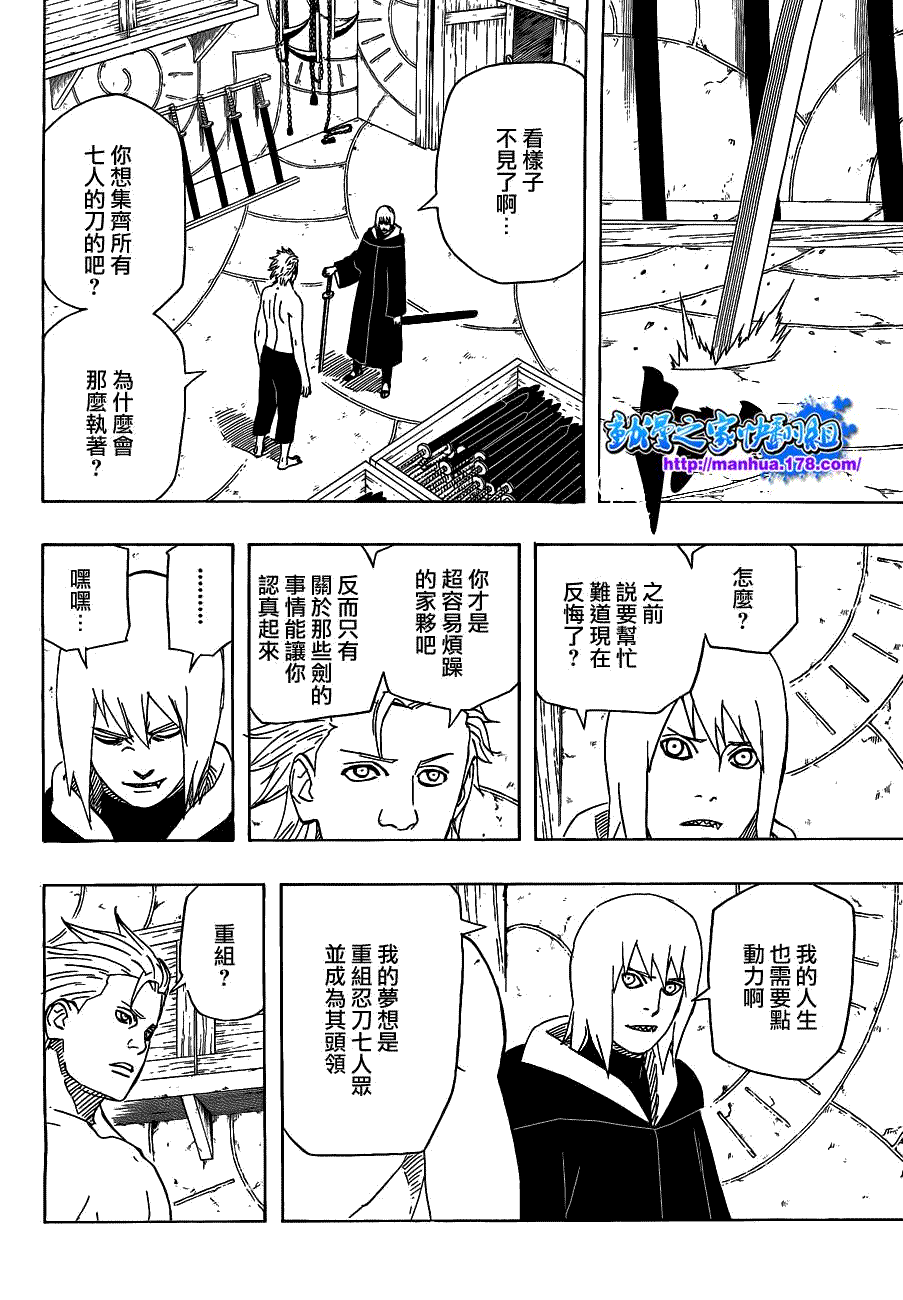 看樣子
不見了啊…
你想集齊所有
七人的刀的吧？
為什麼會
那麼執著？
動漫之家快翻組
http://manhua.178.com/
怎麼？
之前
說要幫忙
難道現在
反悔了？
你才是
超容易煩躁
的家夥吧
反而只有
關於那些劍的
事情能讓你
認真起來
………
嘿嘿…
我的人生
也需要點
動力啊
我的夢想是
重組忍刀七人眾
並成為其頭領
重組？